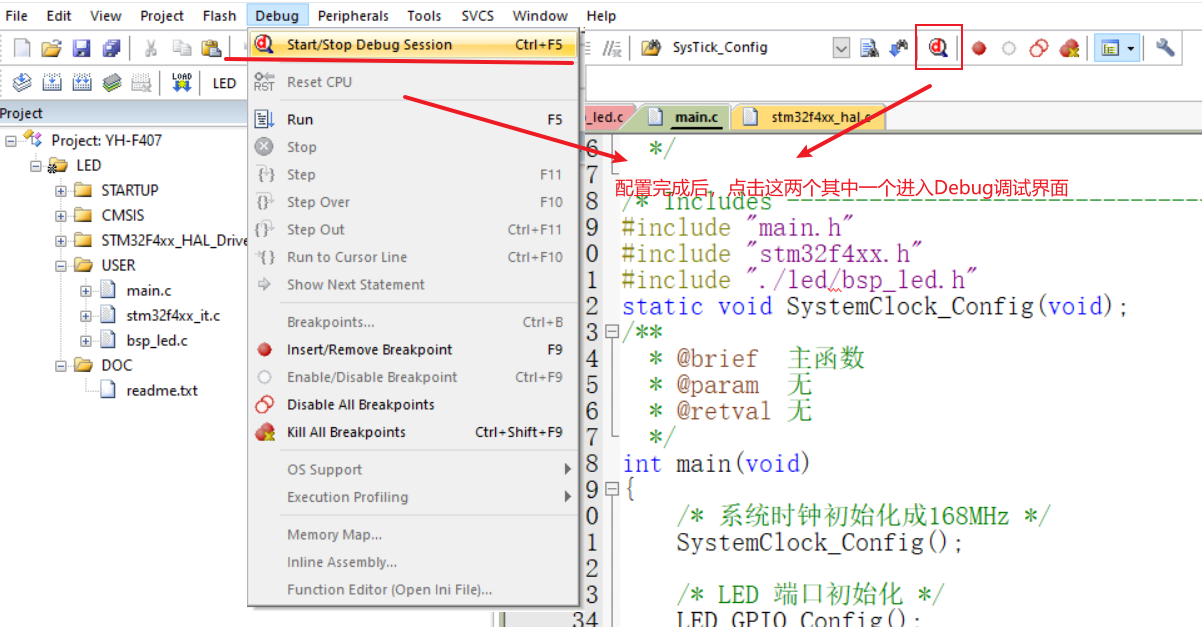 File Edit View Project Flash Debug Peripherals Tools SVCS Window Help
SysTick_Config
LED
Project
Project: YH-F407
LED
STARTUP
CMSIS
STM32F4xx_HAL_Drive
USER
main.c
stm32f4xx_it.c
bsp_led.c
DOC
readme.txt
Start/Stop Debug Session Ctrl+F5
RST Reset CPU
Run F5
Stop
Step F11
Step Over F10
Step Out Ctrl+F11
Run to Cursor Line Ctrl+F10
Show Next Statement
Breakpoints... Ctrl+B
Insert/Remove Breakpoint F9
Enable/Disable Breakpoint Ctrl+F9
Disable All Breakpoints
Kill All Breakpoints Ctrl+Shift+F9
OS Support
Execution Profiling
Memory Map...
Inline Assembly...
Function Editor (Open Ini File)...
_led.c main.c stm32f4xx_hal.c
6 */
7
配置完成后，点击这两个其中一个进入Debug调试界面
8 /* Includes ------------------------------
9 #include "main.h"
0 #include "stm32f4xx.h"
1 #include "./led/bsp_led.h"
2 static void SystemClock_Config(void);
3 /**
4 * @brief 主函数
5 * @param 无
6 * @retval 无
7 */
8 int main(void)
9 {
0 /* 系统时钟初始化成168MHz */
1 SystemClock_Config();
2
3 /* LED 端口初始化 */
34 LED_GPIO_Config();